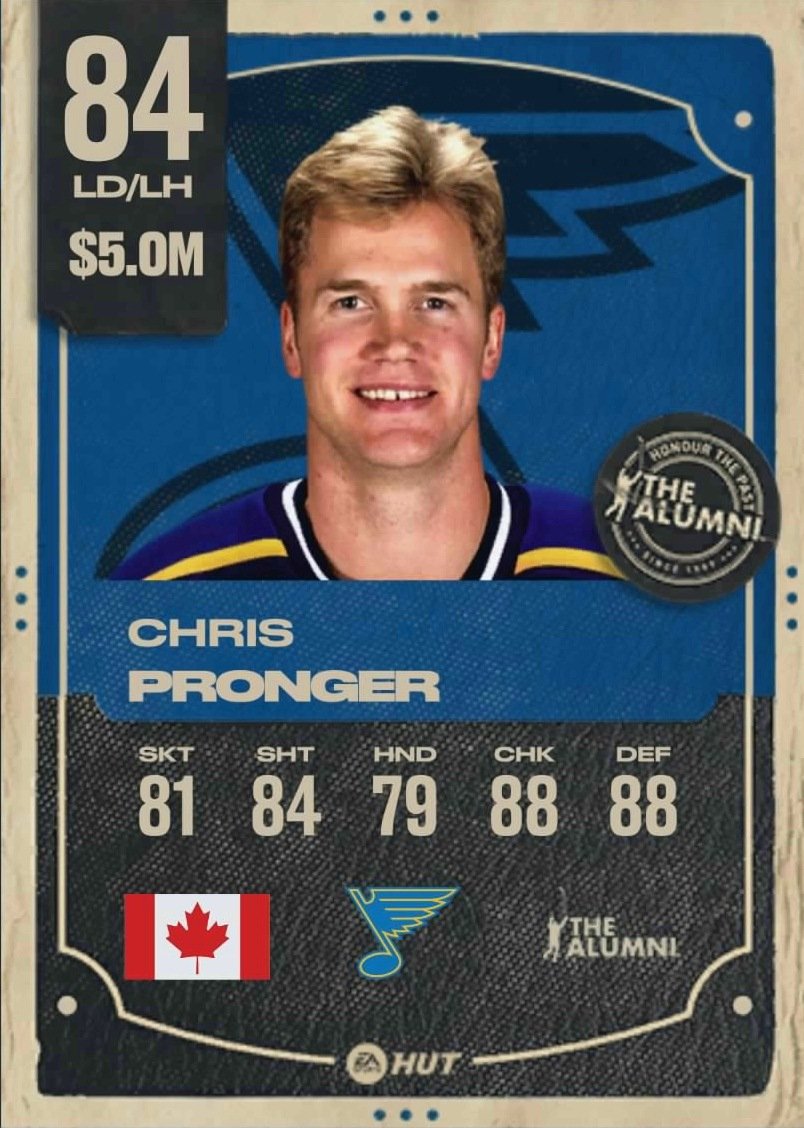 84
LD/LH
$5.0M
HONOUR THE PAST
THE
ALUMNI
CHRIS
PRONGER
SKT SHT HND CHK DEF
81 84 79 88 88
THE
ALUMNI
EA
HUT